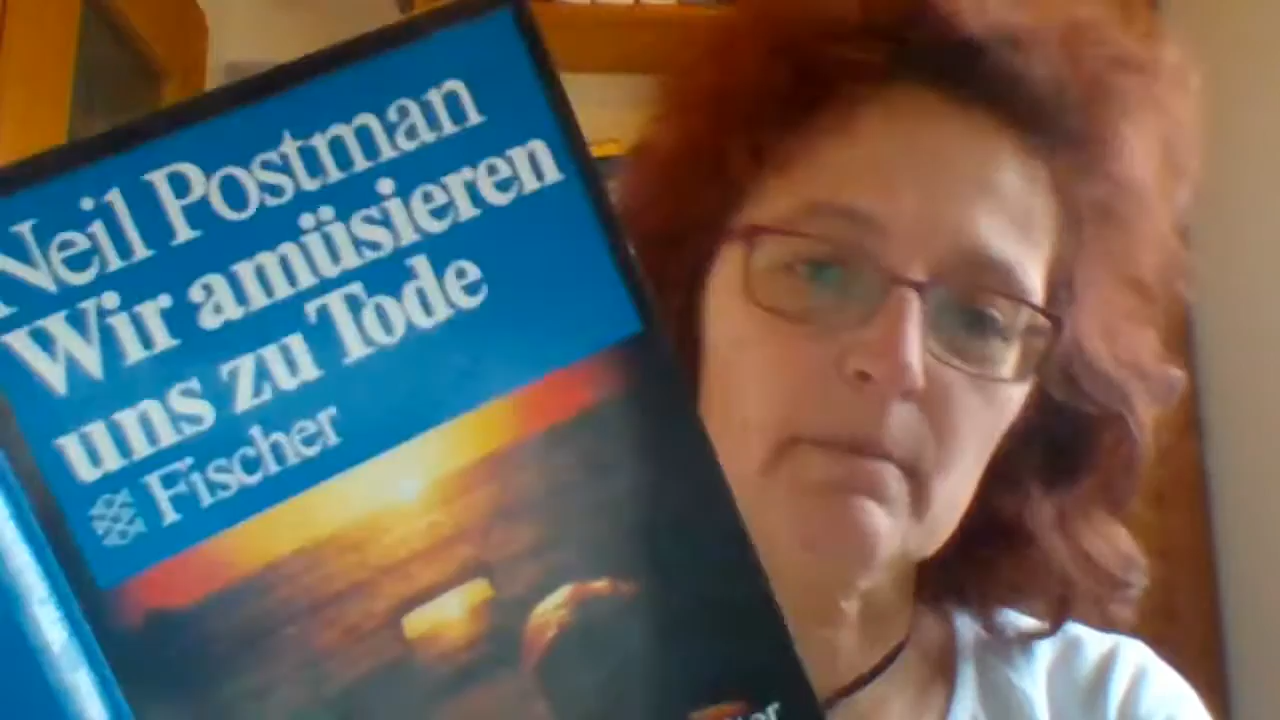 Neil Postman
Wir amüsieren
uns zu Tode
Fischer